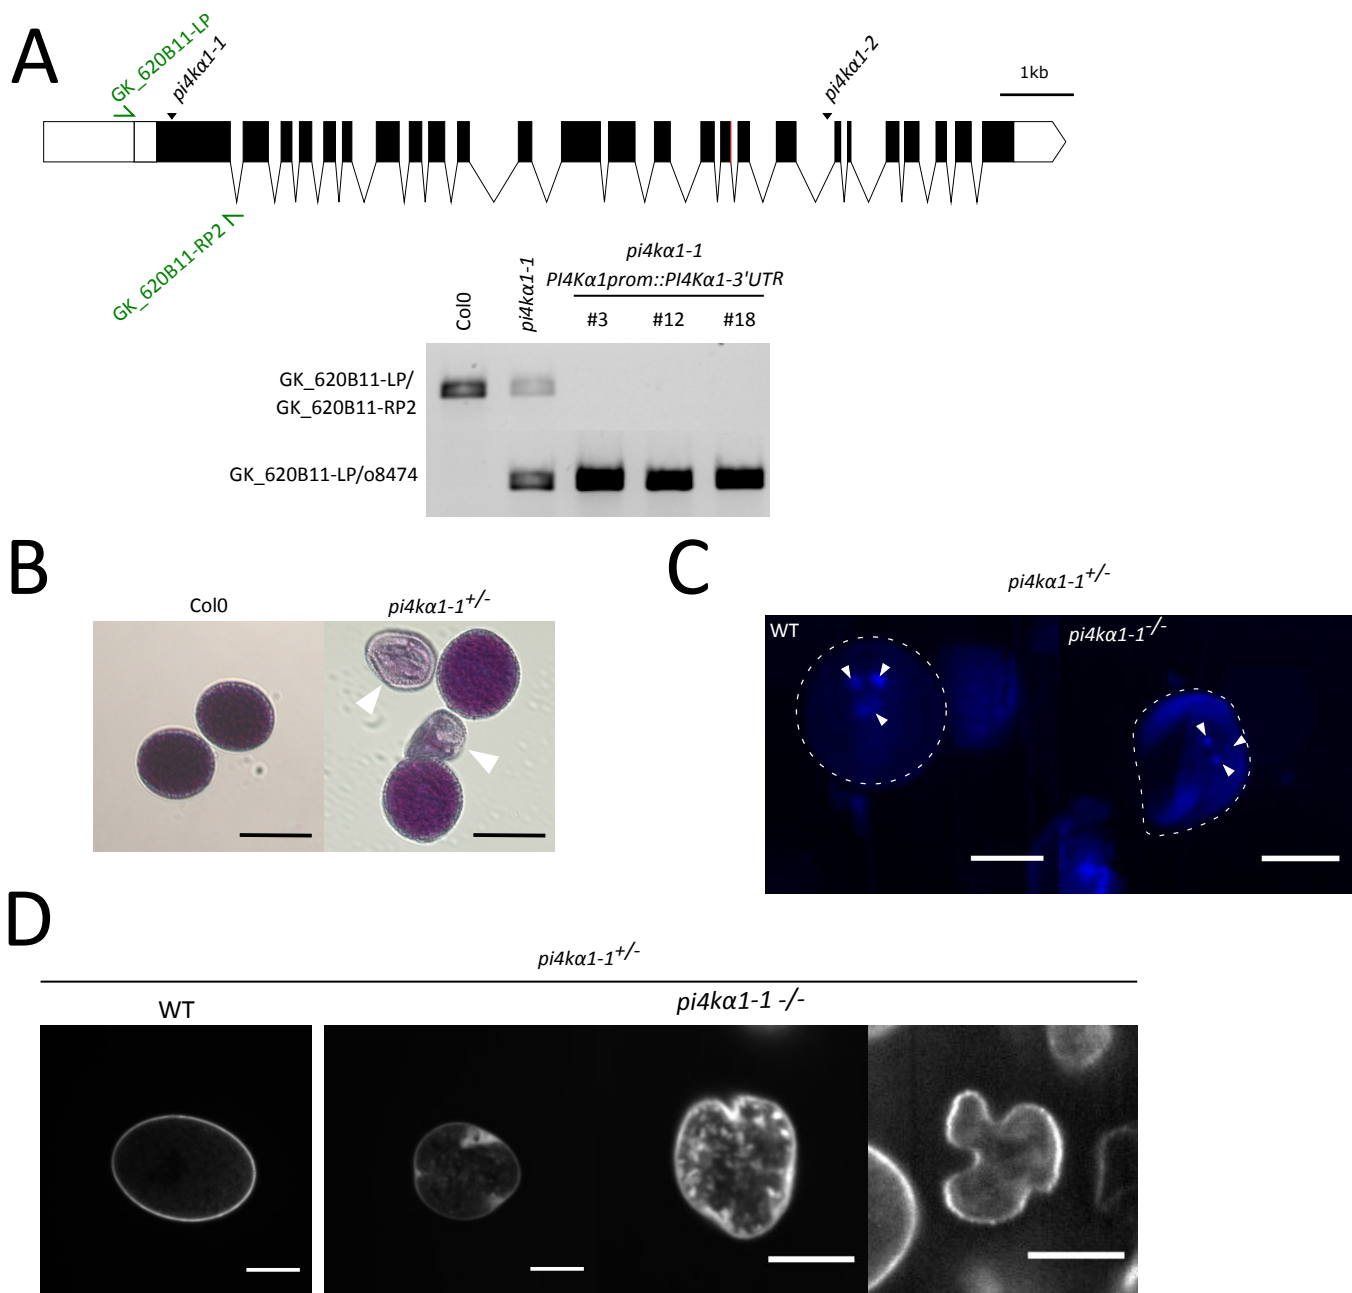 A
GK_620B11-LP
pi4kα1-1
pi4kα1-2
1kb
GK_620B11-RP2
pi4kα1-1
PI4Kα1prom::PI4Kα1-3'UTR
Col0
pi4kα1-1
#3
#12
#18
GK_620B11-LP/
GK_620B11-RP2
GK_620B11-LP/o8474
B
Col0
pi4kα1-1+/-
C
pi4kα1-1+/-
WT
pi4kα1-1-/-
D
pi4kα1-1+/-
WT
pi4kα1-1 -/-